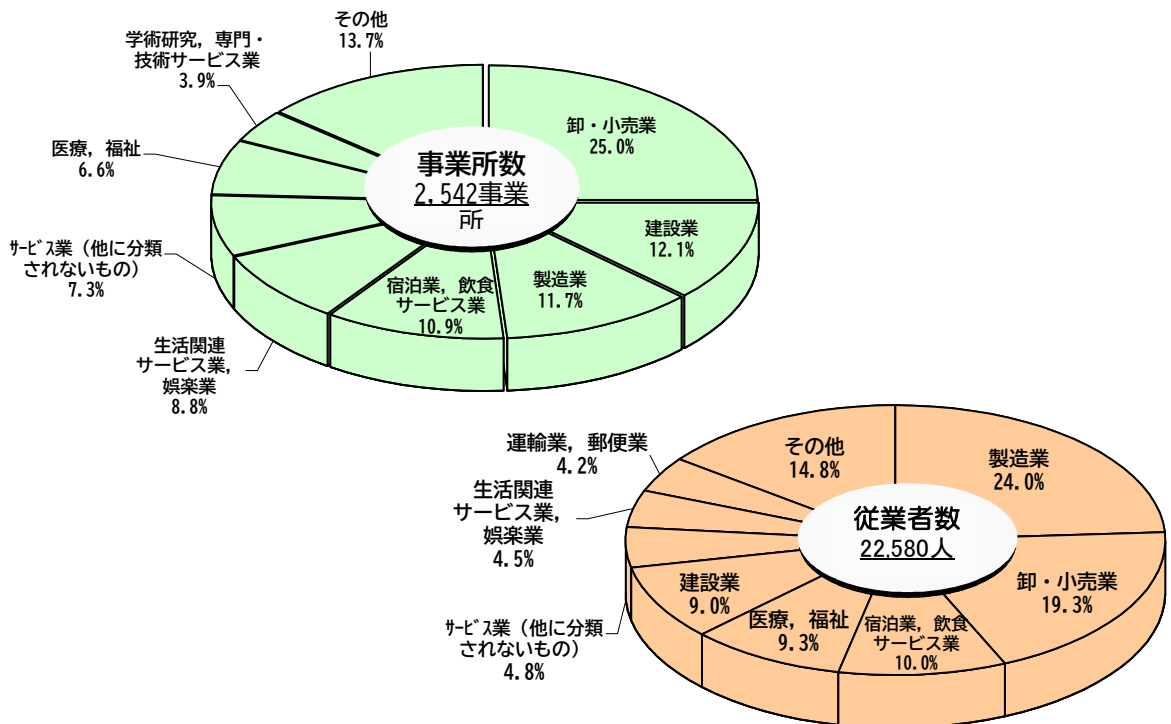 その他
13.7%
学術研究，専門・
技術サービス業
3.9%
医療，福祉
6.6%
ｻｰﾋﾞｽ業（他に分類
されないもの）
7.3%
生活関連
サービス業，
娯楽業
8.8%
宿泊業，飲食
サービス業
10.9%
製造業
11.7%
建設業
12.1%
卸・小売業
25.0%
事業所数
2,542事業
所
運輸業，郵便業
4.2%
生活関連
サービス業，
娯楽業
4.5%
ｻｰﾋﾞｽ業（他に分類
されないもの）
4.8%
建設業
9.0%
医療，福祉
9.3%
宿泊業，飲食
サービス業
10.0%
卸・小売業
19.3%
製造業
24.0%
その他
14.8%
従業者数
22,580人